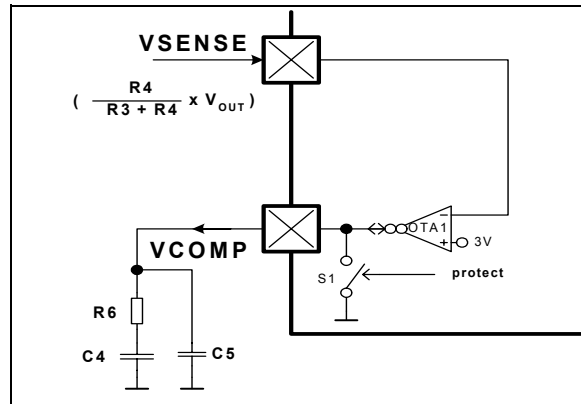 VSENSE
( R4 / R3 + R4 x VOUT )
OTA1
−
+
3V
VCOMP
S1
protect
R6
C4
C5